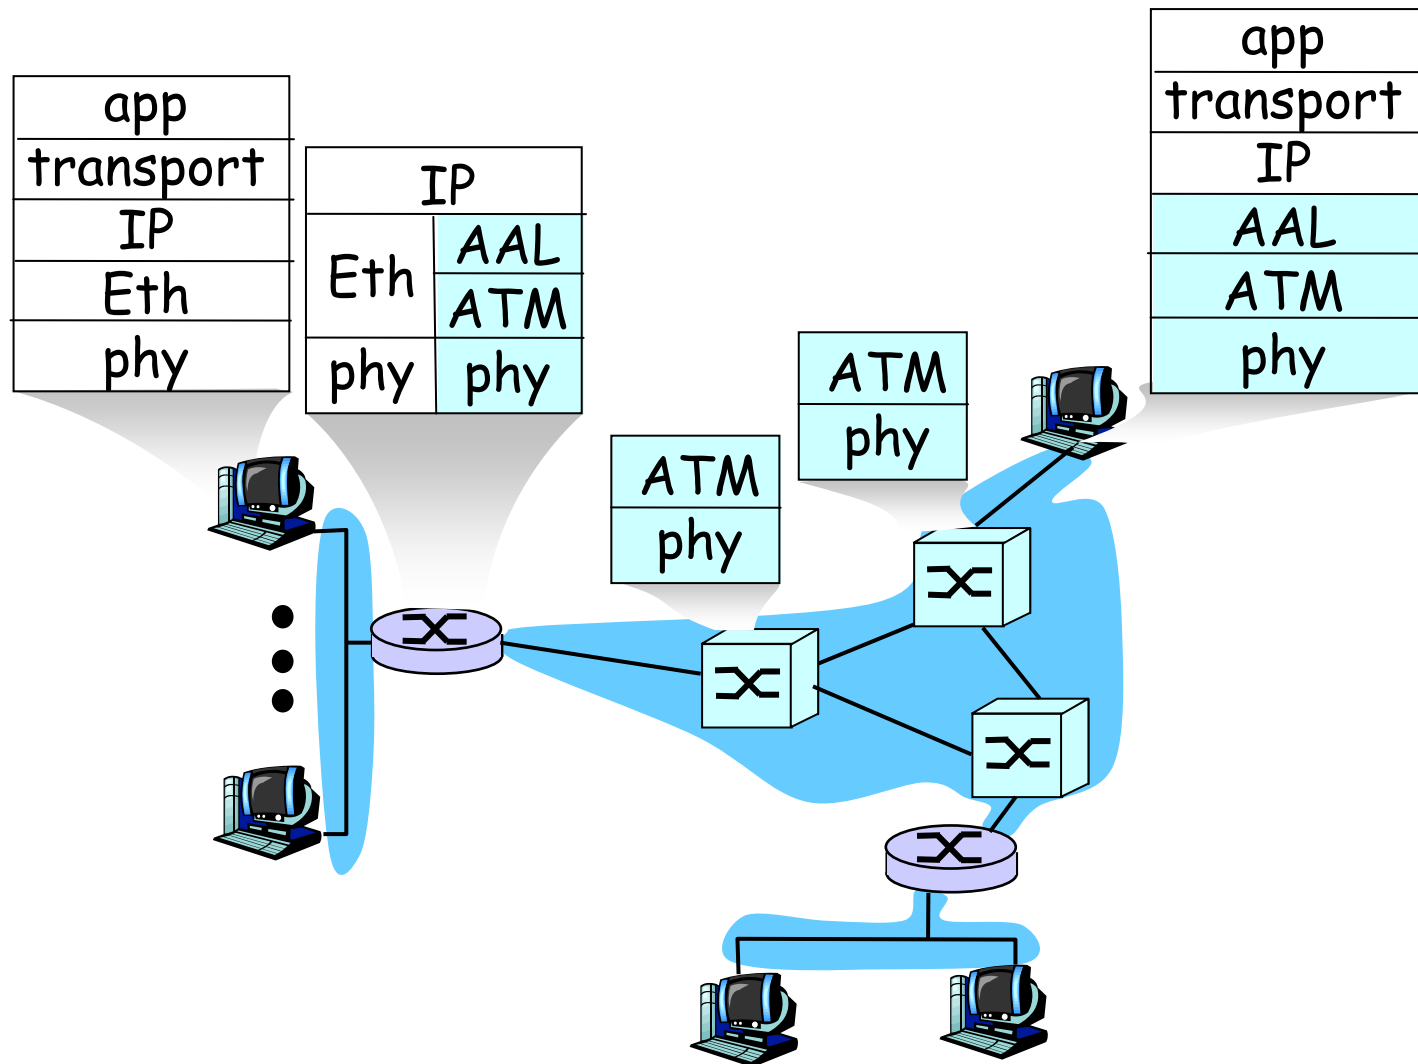 app
transport
IP
Eth
phy
IP
Eth
AAL
ATM
phy
phy
ATM
phy
ATM
phy
app
transport
IP
AAL
ATM
phy